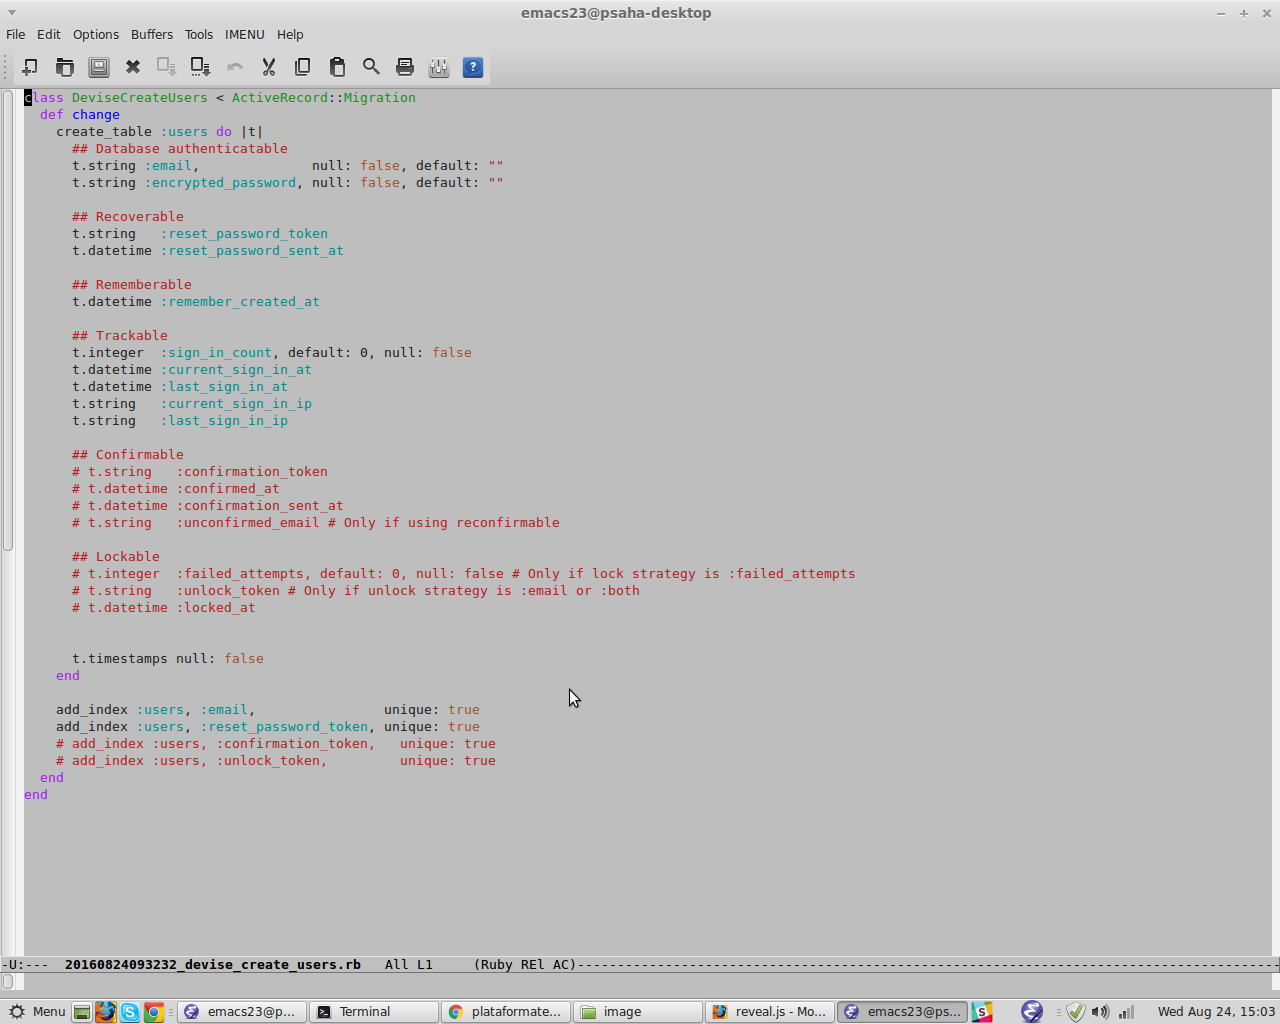 emacs23@psaha-desktop
File Edit Options Buffers Tools IMENU Help
class DeviseCreateUsers < ActiveRecord::Migration
  def change
    create_table :users do |t|
      ## Database authenticatable
      t.string :email,              null: false, default: ""
      t.string :encrypted_password, null: false, default: ""

      ## Recoverable
      t.string   :reset_password_token
      t.datetime :reset_password_sent_at

      ## Rememberable
      t.datetime :remember_created_at

      ## Trackable
      t.integer  :sign_in_count, default: 0, null: false
      t.datetime :current_sign_in_at
      t.datetime :last_sign_in_at
      t.string   :current_sign_in_ip
      t.string   :last_sign_in_ip

      ## Confirmable
      # t.string   :confirmation_token
      # t.datetime :confirmed_at
      # t.datetime :confirmation_sent_at
      # t.string   :unconfirmed_email # Only if using reconfirmable

      ## Lockable
      # t.integer  :failed_attempts, default: 0, null: false # Only if lock strategy is :failed_attempts
      # t.string   :unlock_token # Only if unlock strategy is :email or :both
      # t.datetime :locked_at


      t.timestamps null: false
    end

    add_index :users, :email,                unique: true
    add_index :users, :reset_password_token, unique: true
    # add_index :users, :confirmation_token,   unique: true
    # add_index :users, :unlock_token,         unique: true
  end
end
-U:--- 20160824093232_devise_create_users.rb All L1 (Ruby REl AC)---------------------------------------------------------------------------------------
Menu emacs23@p... Terminal plataformate... image reveal.js - Mo... emacs23@ps... Wed Aug 24, 15:03